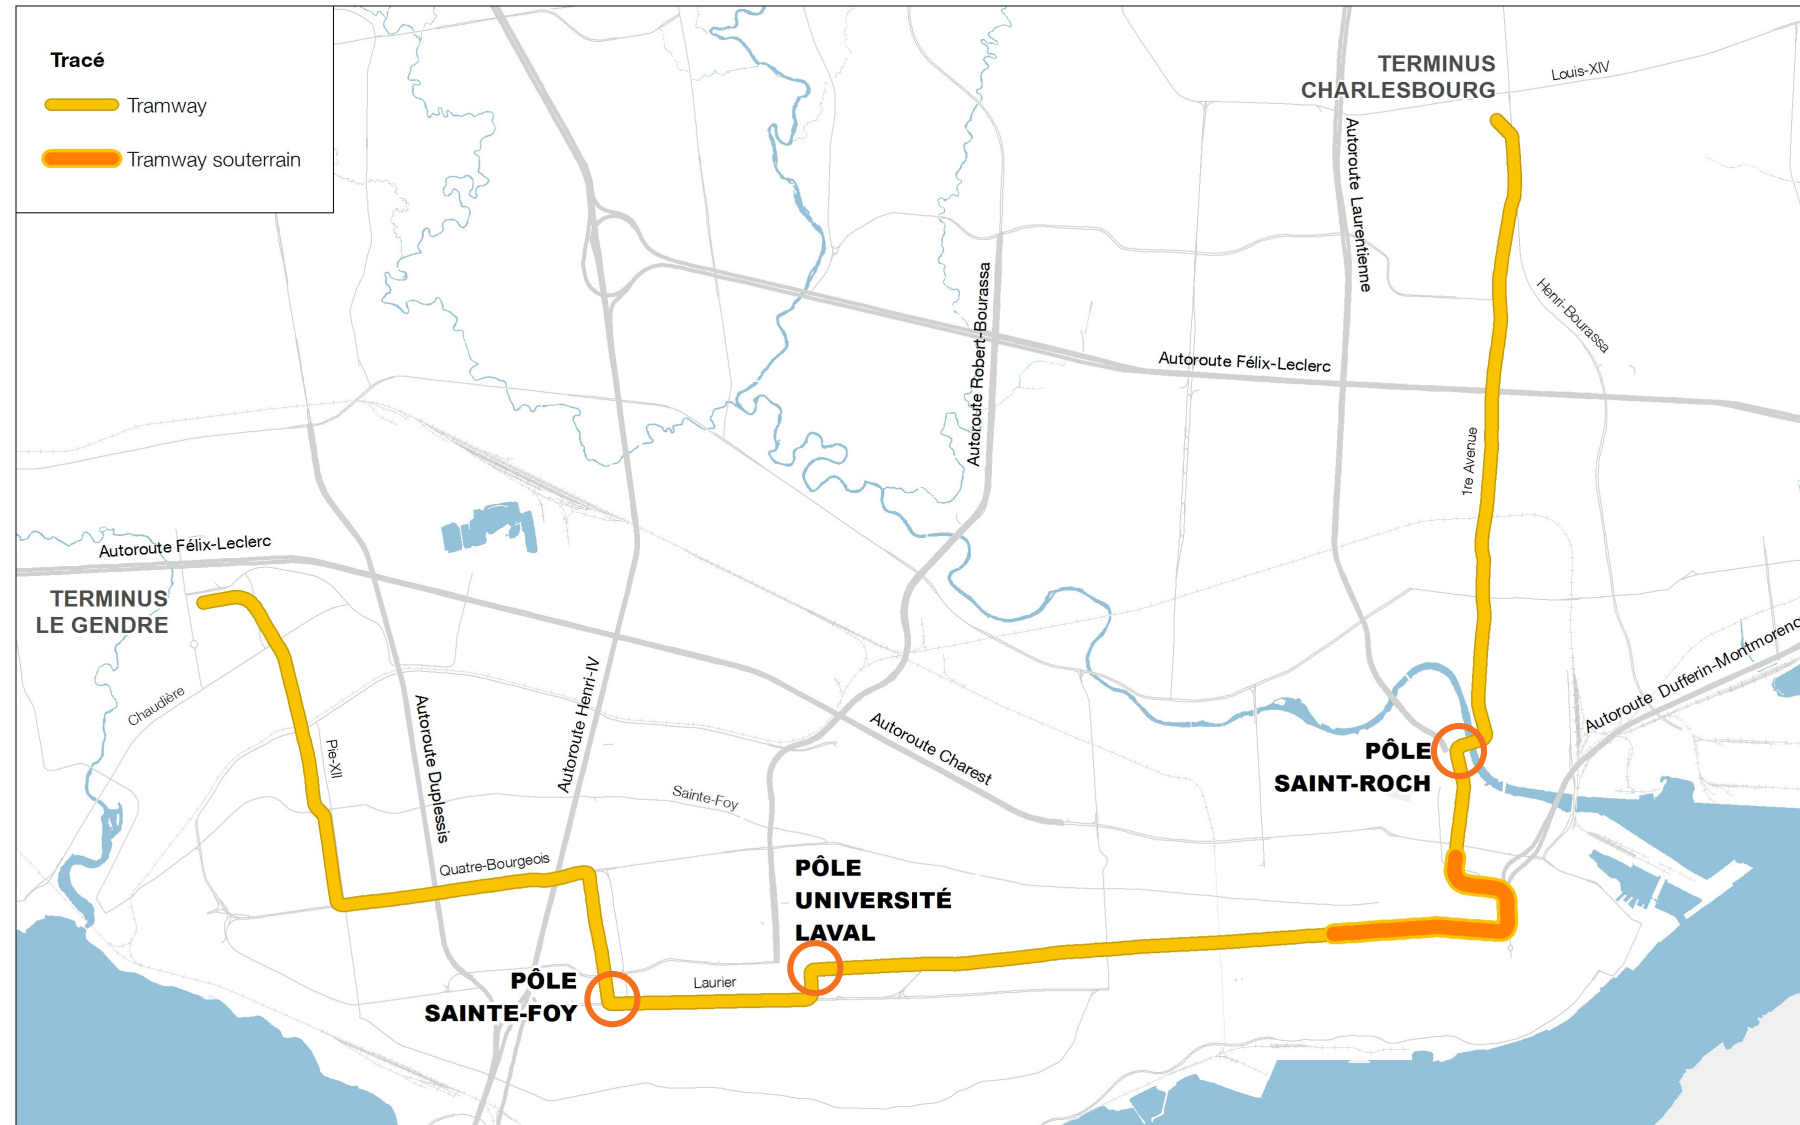 Tracé
Tramway
Tramway souterrain
TERMINUS
CHARLESBOURG
Louis-XIV
Autoroute Laurentienne
Henri-Bourassa
Autoroute Robert-Bourassa
Autoroute Félix-Leclerc
1re Avenue
Autoroute Félix-Leclerc
TERMINUS
LE GENDRE
Chaudière
Pie-XII
Autoroute Duplessis
Autoroute Henri-IV
Autoroute Charest
Autoroute Dufferin-Montmorenc
PÔLE
SAINT-ROCH
Sainte-Foy
Quatre-Bourgeois
PÔLE
UNIVERSITÉ
LAVAL
PÔLE
SAINTE-FOY
Laurier